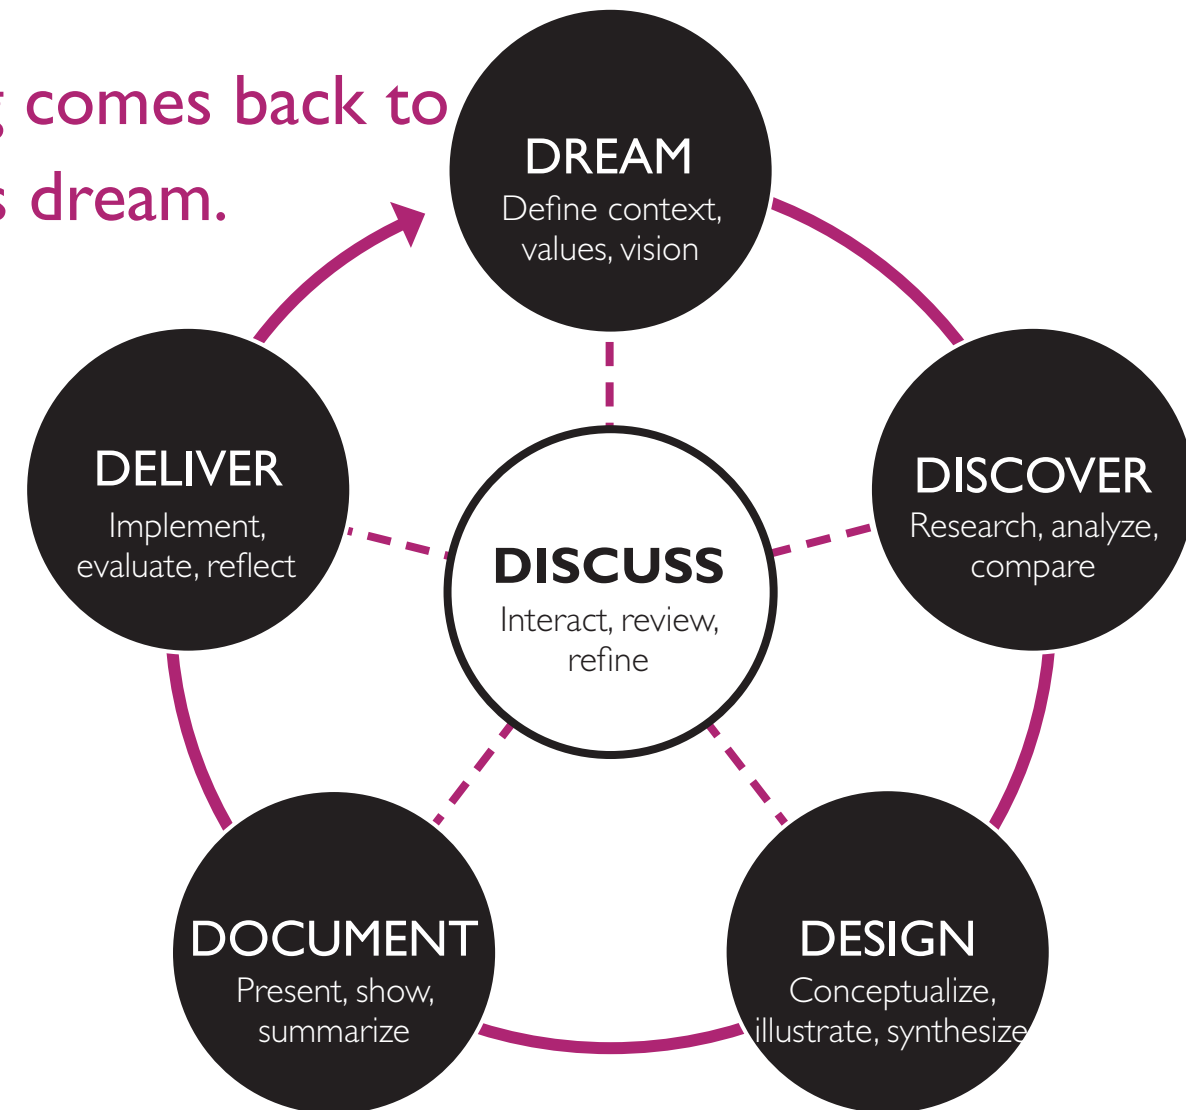 g comes back to
s dream.
DREAM
Define context,
values, vision
DISCOVER
Research, analyze,
compare
DESIGN
Conceptualize,
illustrate, synthesize
DOCUMENT
Present, show,
summarize
DELIVER
Implement,
evaluate, reflect
DISCUSS
Interact, review,
refine